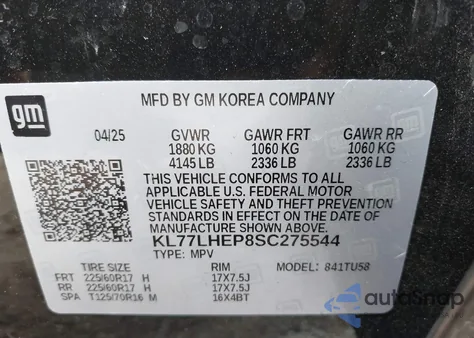 gm
MFD BY GM KOREA COMPANY
04/25 GVWR GAWR FRT GAWR RR
1880 KG 1060 KG 1060 KG
4145 LB 2336 LB 2336 LB
THIS VEHICLE CONFORMS TO ALL
APPLICABLE U.S. FEDERAL MOTOR
VEHICLE SAFETY AND THEFT PREVENTION
STANDARDS IN EFFECT ON THE DATE OF
MANUFACTURE SHOWN ABOVE.
KL77LHEP8SC275544
TYPE: MPV
TIRE SIZE RIM MODEL: 841TU58
FRT 225/60R17 H 17X7.5J
RR 225/60R17 H 17X7.5J
SPA T125/70R16 M 16X4BT
autoSnap